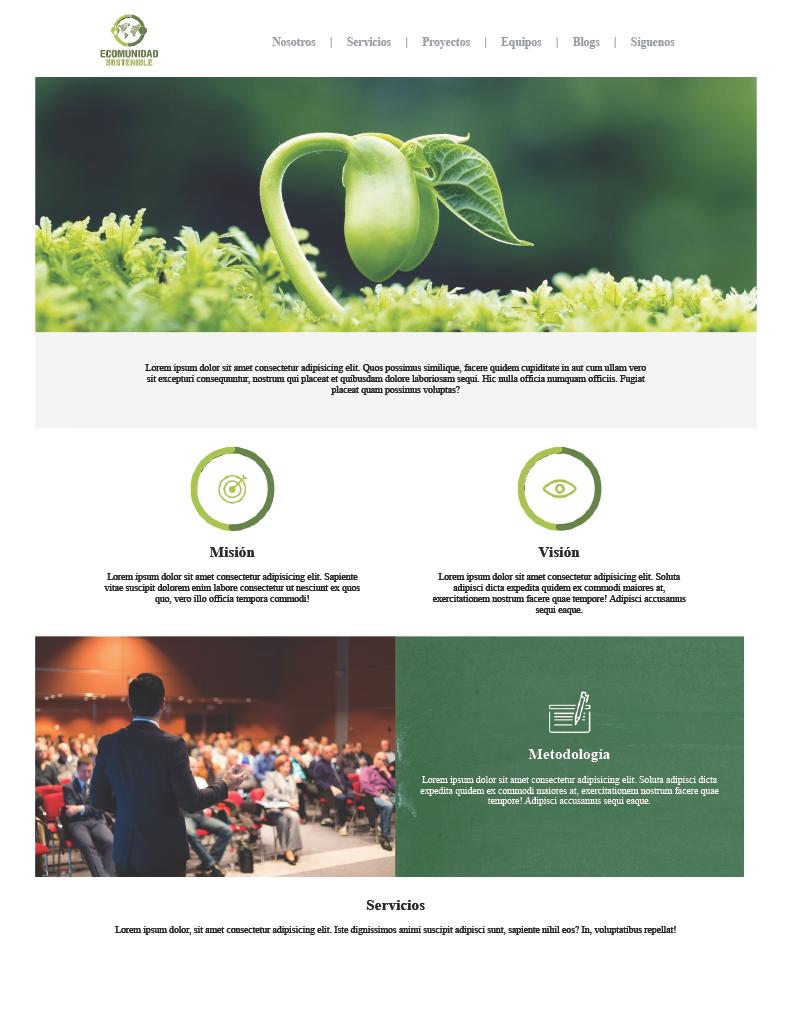 ECOMUNIDAD
SOSTENIBLE
Nosotros | Servicios | Proyectos | Equipos | Blogs | Síguenos
Lorem ipsum dolor sit amet consectetur adipisicing elit. Quos possimus similique, facere quidem cupiditate in aut cum ullam vero
sit excepturi consequuntur, nostrum qui placeat et quibusdam dolore laboriosam sequi. Hic nulla officia numquam officiis. Fugiat
placeat quam possimus voluptas?
Misión
Lorem ipsum dolor sit amet consectetur adipisicing elit. Sapiente
vitae suscipit dolorem enim labore consectetur ut nesciunt ex quos
quo, vero illo officia tempora commodi!
Visión
Lorem ipsum dolor sit amet consectetur adipisicing elit. Soluta
adipisci dicta expedita quidem ex commodi maiores at,
exercitationem nostrum facere quae tempore! Adipisci accusamus
sequi eaque.
Metodología
Lorem ipsum dolor sit amet consectetur adipisicing elit. Soluta adipisci dicta
expedita quidem ex commodi maiores at, exercitationem nostrum facere quae
tempore! Adipisci accusamus sequi eaque.
Servicios
Lorem ipsum dolor, sit amet consectetur adipisicing elit. Iste dignissimos animi suscipit adipisci sunt, sapiente nihil eos? In, voluptatibus repellat!